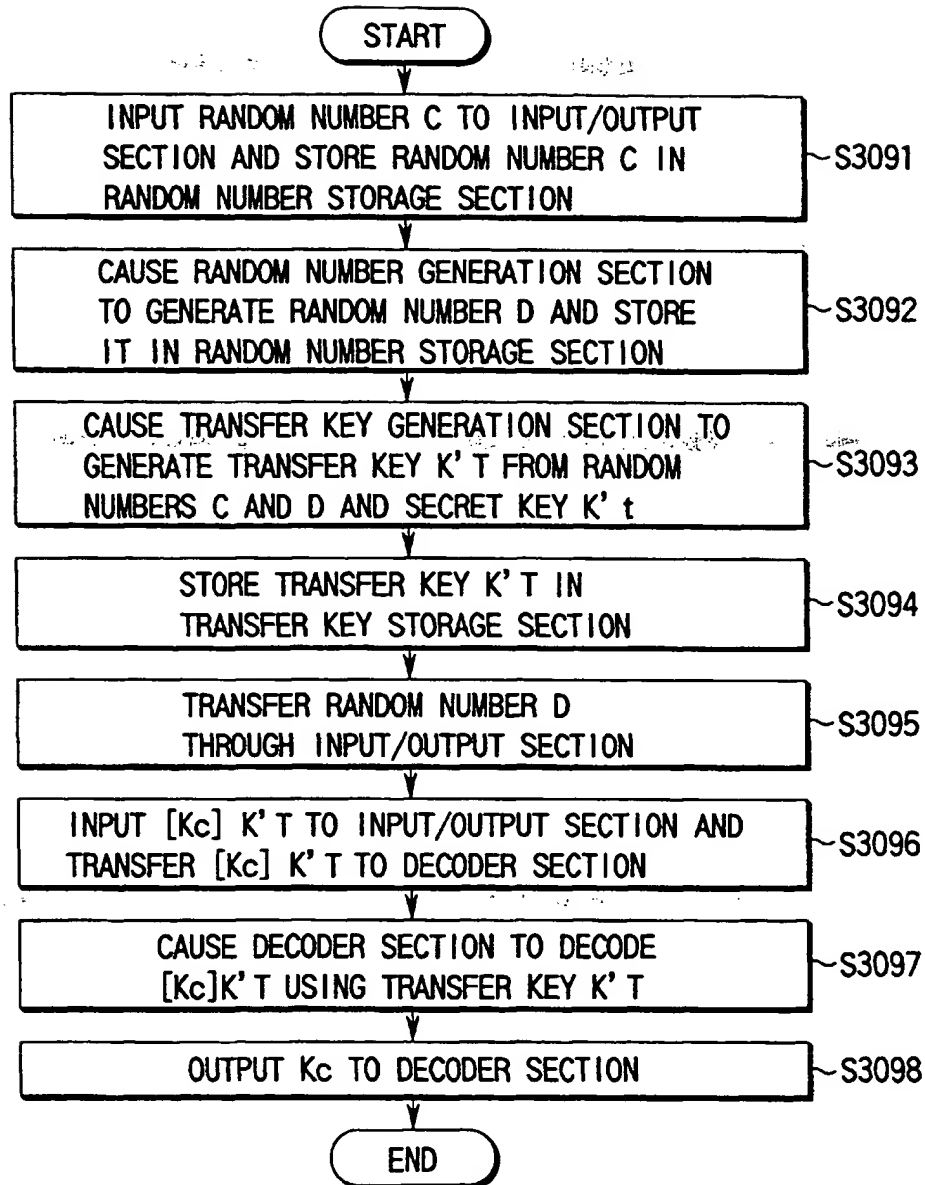 START
INPUT RANDOM NUMBER C TO INPUT/OUTPUT
SECTION AND STORE RANDOM NUMBER C IN
RANDOM NUMBER STORAGE SECTION
S3091
CAUSE RANDOM NUMBER GENERATION SECTION
TO GENERATE RANDOM NUMBER D AND STORE
IT IN RANDOM NUMBER STORAGE SECTION
S3092
CAUSE TRANSFER KEY GENERATION SECTION TO
GENERATE TRANSFER KEY K'T FROM RANDOM
NUMBERS C AND D AND SECRET KEY K't
S3093
STORE TRANSFER KEY K'T IN
TRANSFER KEY STORAGE SECTION
S3094
TRANSFER RANDOM NUMBER D
THROUGH INPUT/OUTPUT SECTION
S3095
INPUT [Kc] K'T TO INPUT/OUTPUT SECTION AND
TRANSFER [Kc] K'T TO DECODER SECTION
S3096
CAUSE DECODER SECTION TO DECODE
[Kc]K'T USING TRANSFER KEY K'T
S3097
OUTPUT Kc TO DECODER SECTION
S3098
END